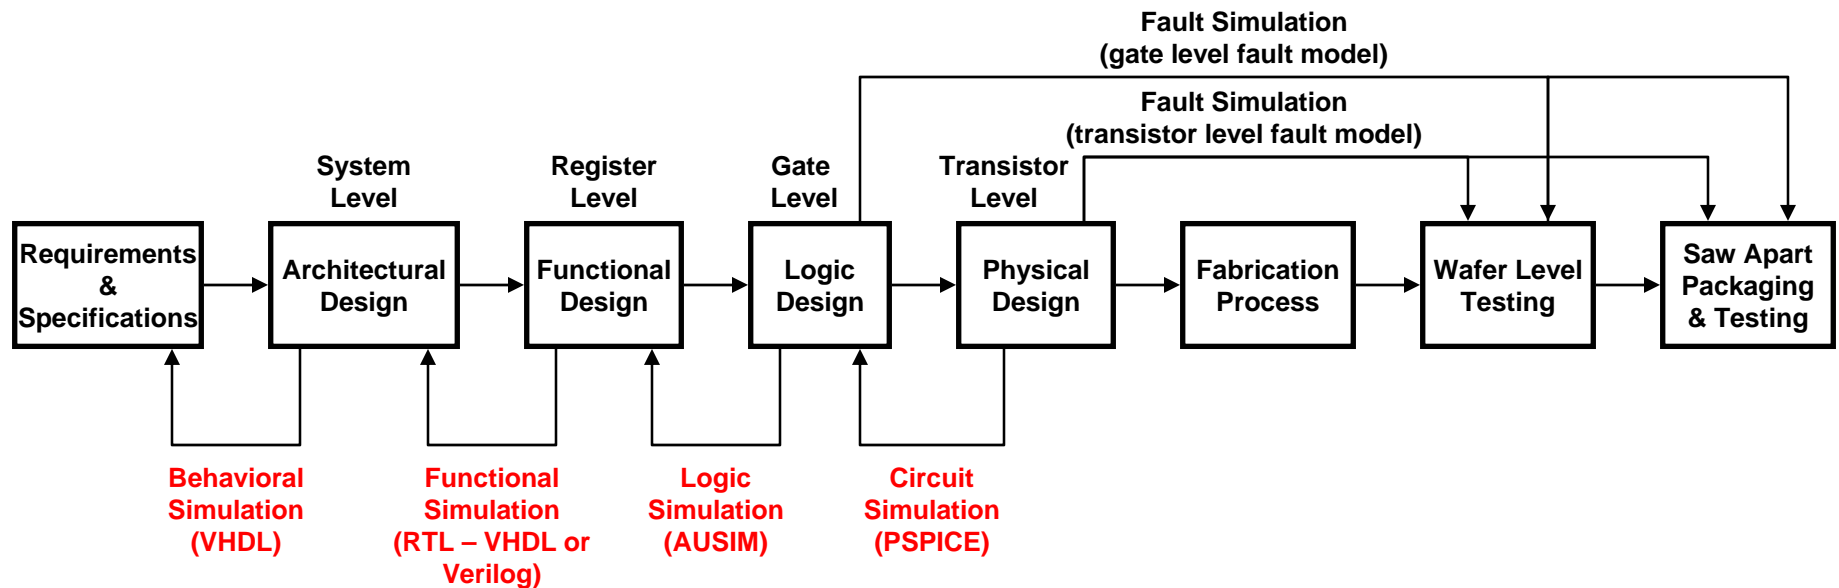 Fault Simulation
(gate level fault model)
Fault Simulation
(transistor level fault model)
System
Level
Register
Level
Gate
Level
Transistor
Level
Requirements
&
Specifications
Architectural
Design
Functional
Design
Logic
Design
Physical
Design
Fabrication
Process
Wafer Level
Testing
Saw Apart
Packaging
& Testing
Behavioral
Simulation
(VHDL)
Functional
Simulation
(RTL – VHDL or
Verilog)
Logic
Simulation
(AUSIM)
Circuit
Simulation
(PSPICE)